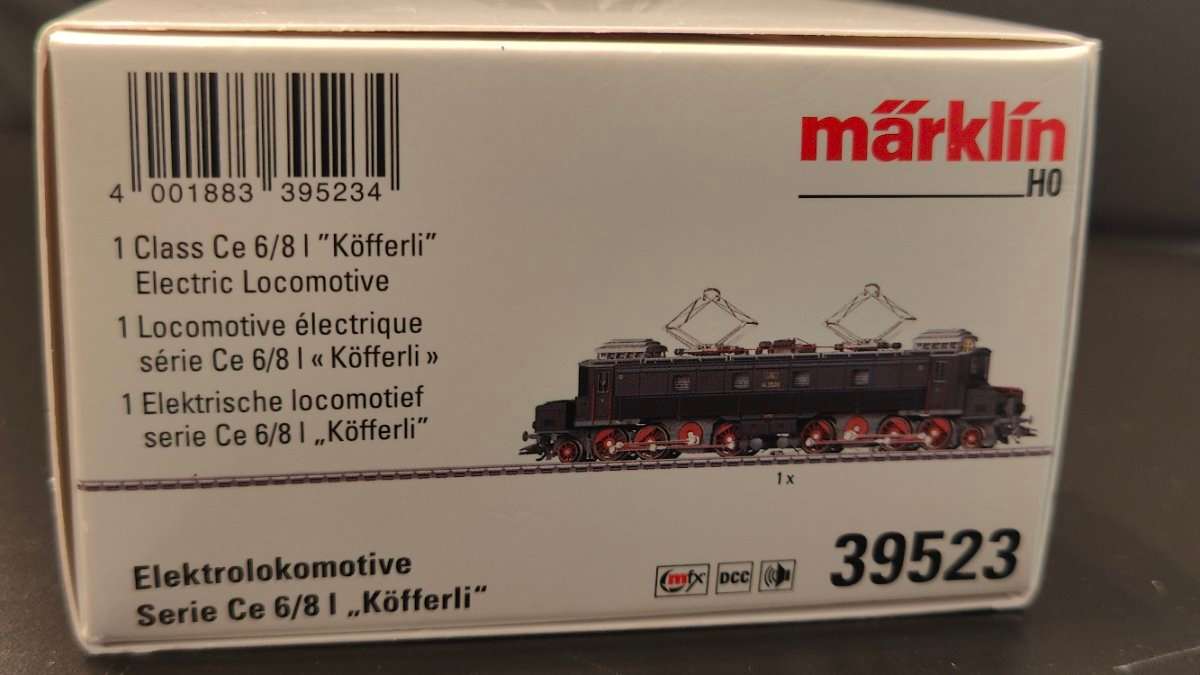 4 001883 395234
märklín
H0
1 Class Ce 6/8 I ”Köfferli”
Electric Locomotive
1 Locomotive électrique
série Ce 6/8 I « Köfferli »
1 Elektrische locomotief
serie Ce 6/8 I „Köfferli”
1 x
Elektrolokomotive
Serie Ce 6/8 I „Köfferli“
mfx
DCC
39523